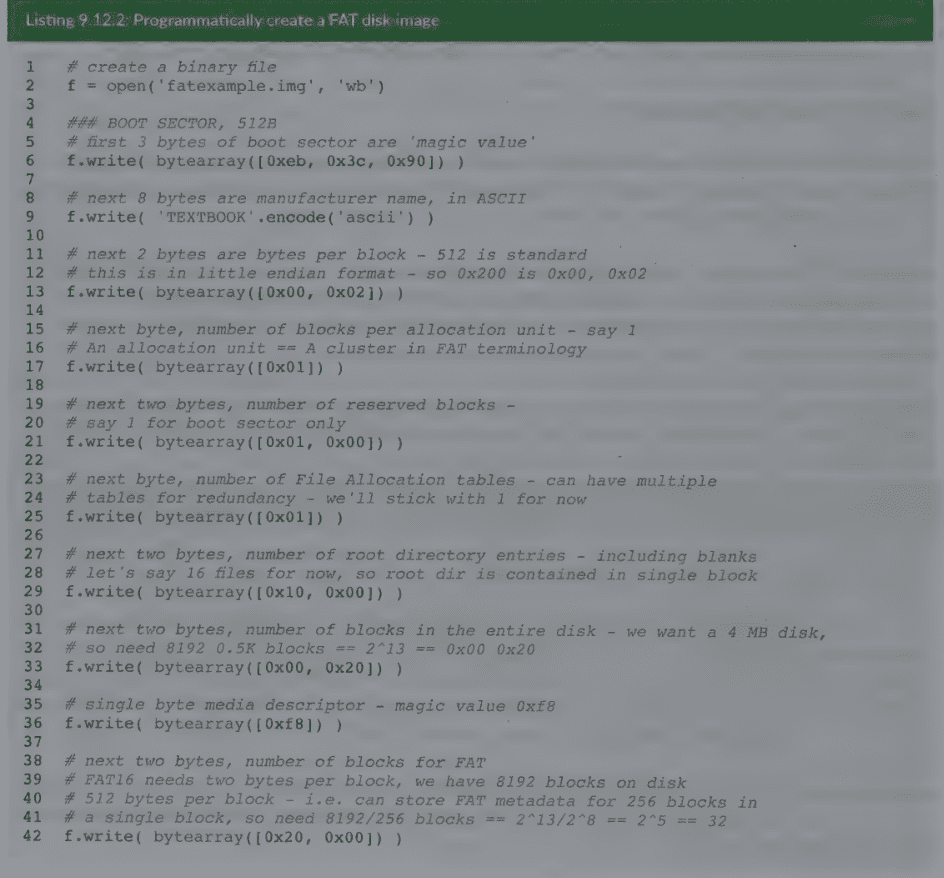 Listing 9.12.2: Programmatically create a FAT disk image
1 # create a binary file
2 f = open('fatexample.img', 'wb')
3
4 ### BOOT SECTOR, 512B
5 # first 3 bytes of boot sector are 'magic value'
6 f.write( bytearray([0xeb, 0x3c, 0x90]) )
7
8 # next 8 bytes are manufacturer name, in ASCII
9 f.write( 'TEXTBOOK'.encode('ascii') )
10
11 # next 2 bytes are bytes per block - 512 is standard
12 # this is in little endian format - so 0x200 is 0x00, 0x02
13 f.write( bytearray([0x00, 0x02]) )
14
15 # next byte, number of blocks per allocation unit - say 1
16 # An allocation unit == A cluster in FAT terminology
17 f.write( bytearray([0x01]) )
18
19 # next two bytes, number of reserved blocks -
20 # say 1 for boot sector only
21 f.write( bytearray([0x01, 0x00]) )
22
23 # next byte, number of File Allocation tables - can have multiple
24 # tables for redundancy - we'll stick with 1 for now
25 f.write( bytearray([0x01]) )
26
27 # next two bytes, number of root directory entries - including blanks
28 # let's say 16 files for now, so root dir is contained in single block
29 f.write( bytearray([0x10, 0x00]) )
30
31 # next two bytes, number of blocks in the entire disk - we want a 4 MB disk,
32 # so need 8192 0.5K blocks == 2^13 == 0x00 0x20
33 f.write( bytearray([0x00, 0x20]) )
34
35 # single byte media descriptor - magic value 0xf8
36 f.write( bytearray([0xf8]) )
37
38 # next two bytes, number of blocks for FAT
39 # FAT16 needs two bytes per block, we have 8192 blocks on disk
40 # 512 bytes per block - i.e. can store FAT metadata for 256 blocks in
41 # a single block, so need 8192/256 blocks == 2^13/2^8 == 2^5 == 32
42 f.write( bytearray([0x20, 0x00]) )